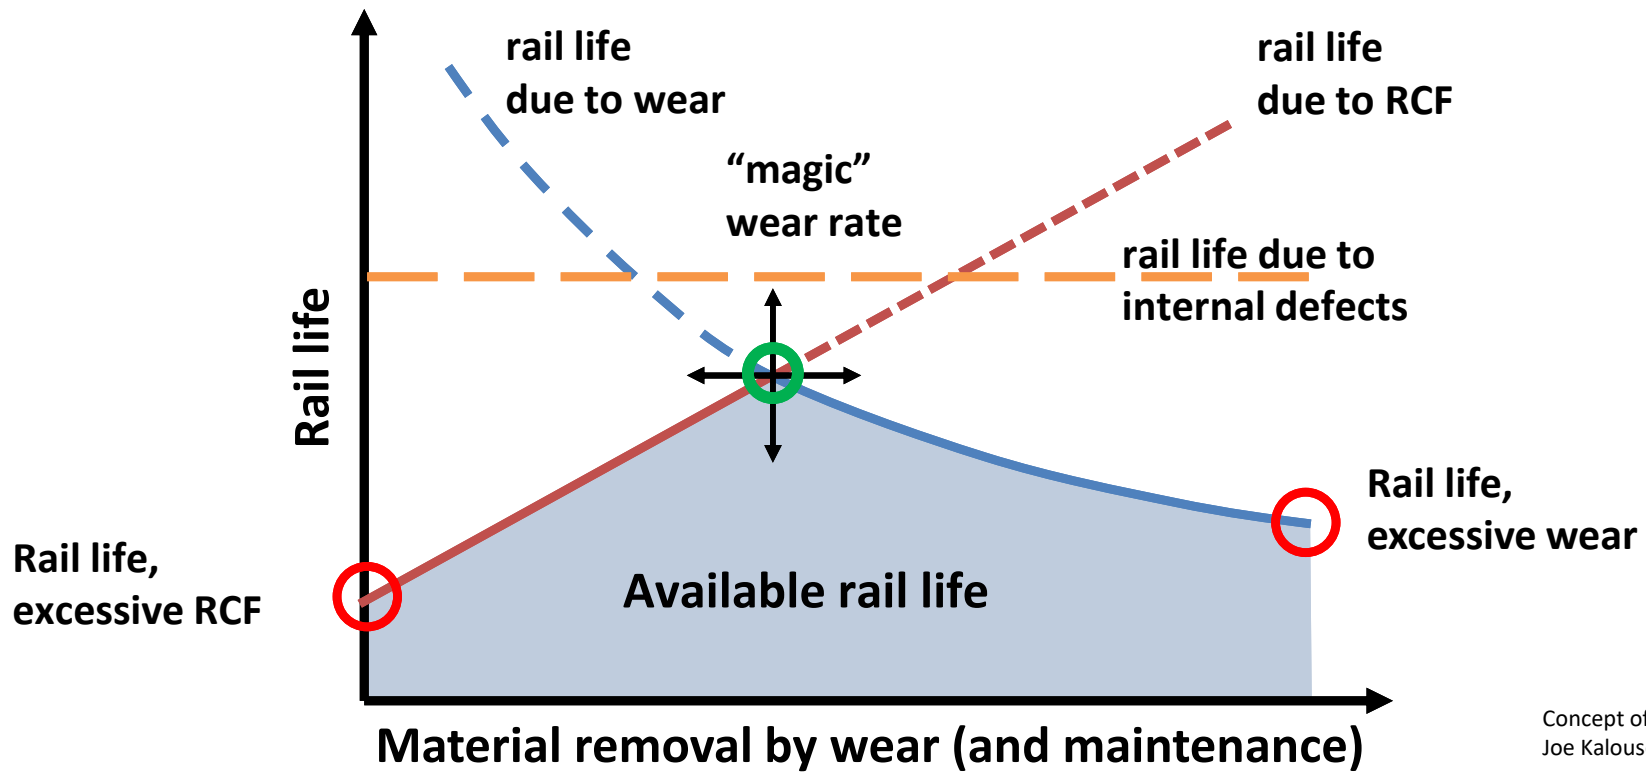 rail life
due to wear
rail life
due to RCF
“magic”
wear rate
rail life due to
internal defects
Rail life
Rail life,
excessive wear
Rail life,
excessive RCF
Available rail life
Material removal by wear (and maintenance)
Concept of
Joe Kalous